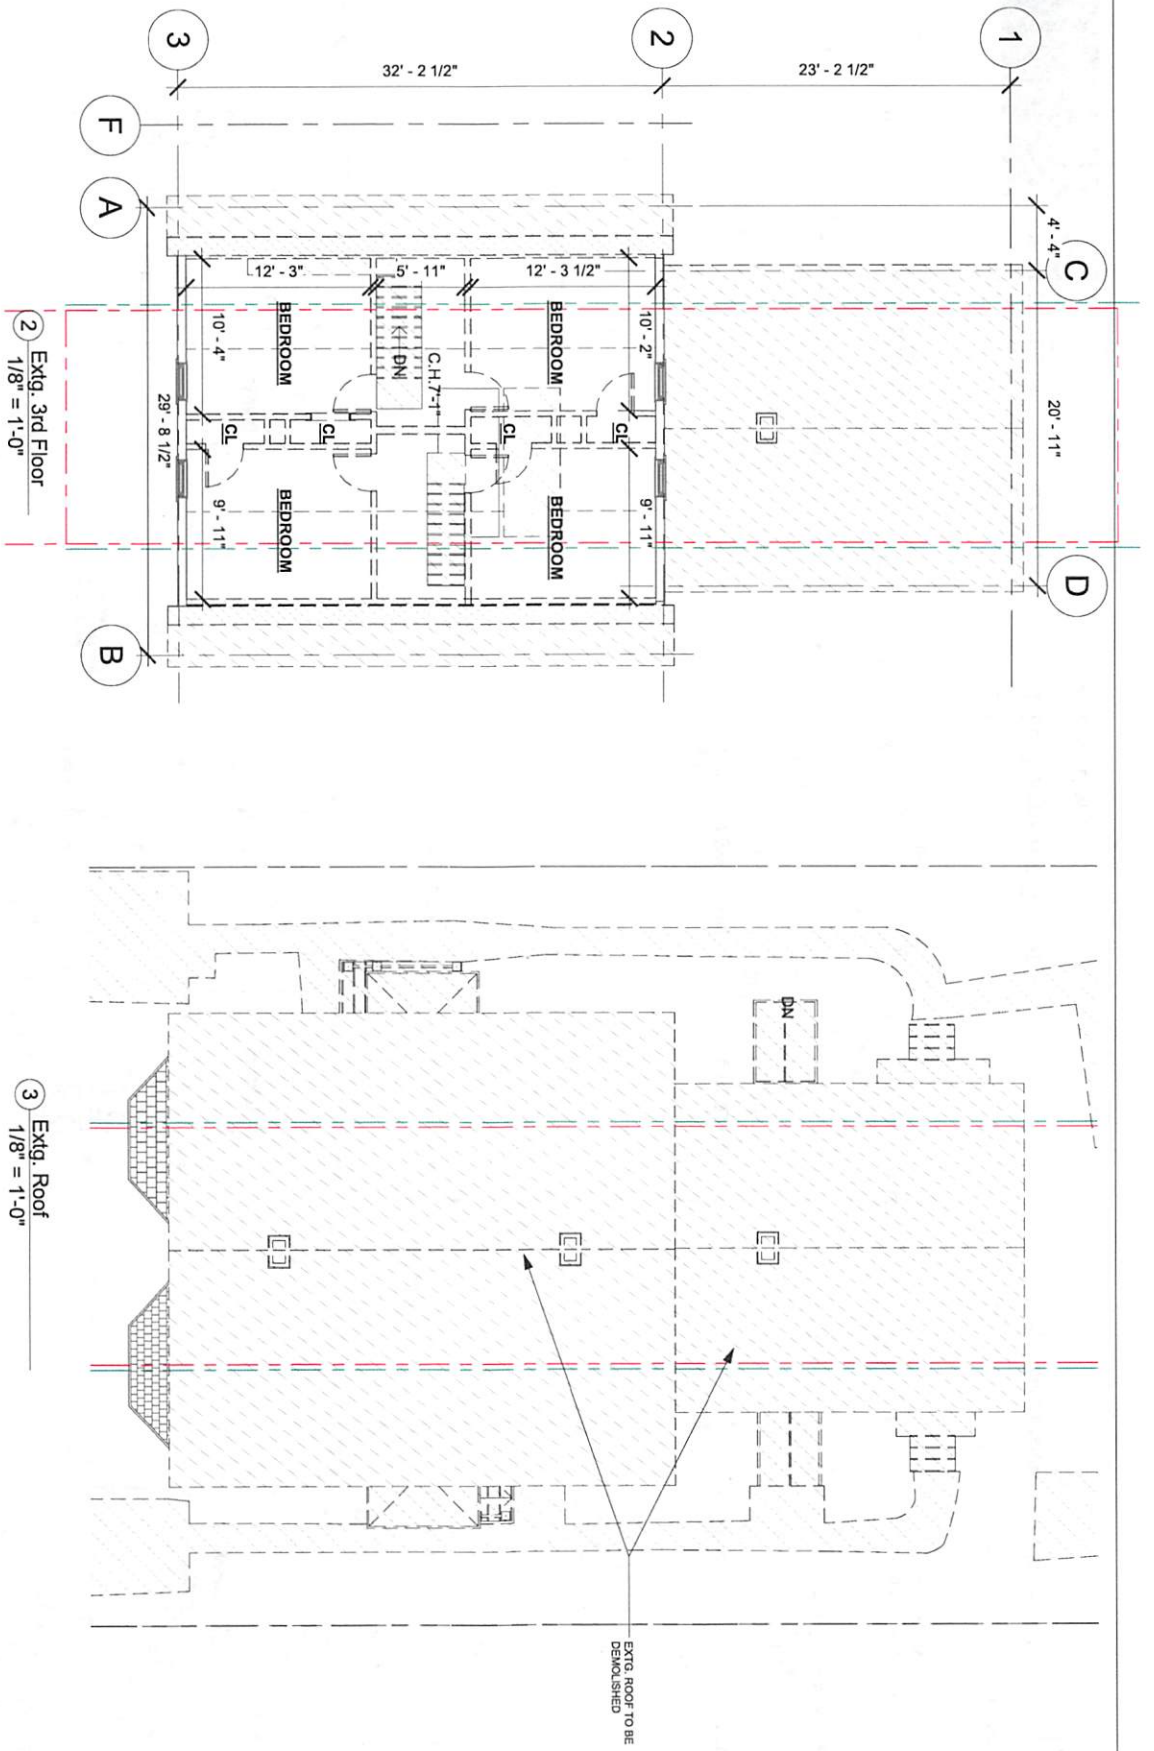 3
2
1
32' - 2 1/2"
23' - 2 1/2"
F
A
C
4' - 4"
12' - 3"
5' - 11"
12' - 3 1/2"
BEDROOM
BEDROOM
10' - 4"
10' - 2"
DN
C.H.7'-1"
20' - 11"
CL
CL
CL
CL
29' - 8 1/2"
BEDROOM
BEDROOM
9' - 11"
9' - 11"
D
B
2
Extg. 3rd Floor
1/8" = 1'-0"
DN
3
Extg. Roof
1/8" = 1'-0"
EXTG. ROOF TO BE
DEMOLISHED